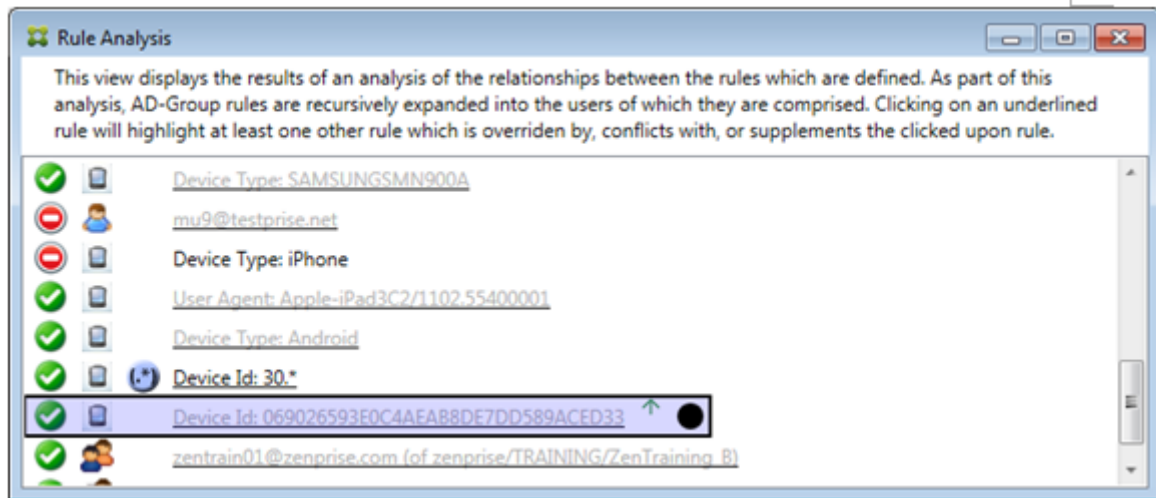 Rule Analysis
This view displays the results of an analysis of the relationships between the rules which are defined. As part of this
analysis, AD-Group rules are recursively expanded into the users of which they are comprised. Clicking on an underlined
rule will highlight at least one other rule which is overriden by, conflicts with, or supplements the clicked upon rule.
Device Type: SAMSUNGSMN900A
mu9@testprise.net
Device Type: iPhone
User Agent: Apple-iPad3C2/1102.55400001
Device Type: Android
(.*) Device Id: 30.*
Device Id: 069026593E0C4AEAB8DE7DD589ACED33
zentrain01@zenprise.com (of zenprise/TRAINING/ZenTraining_B)